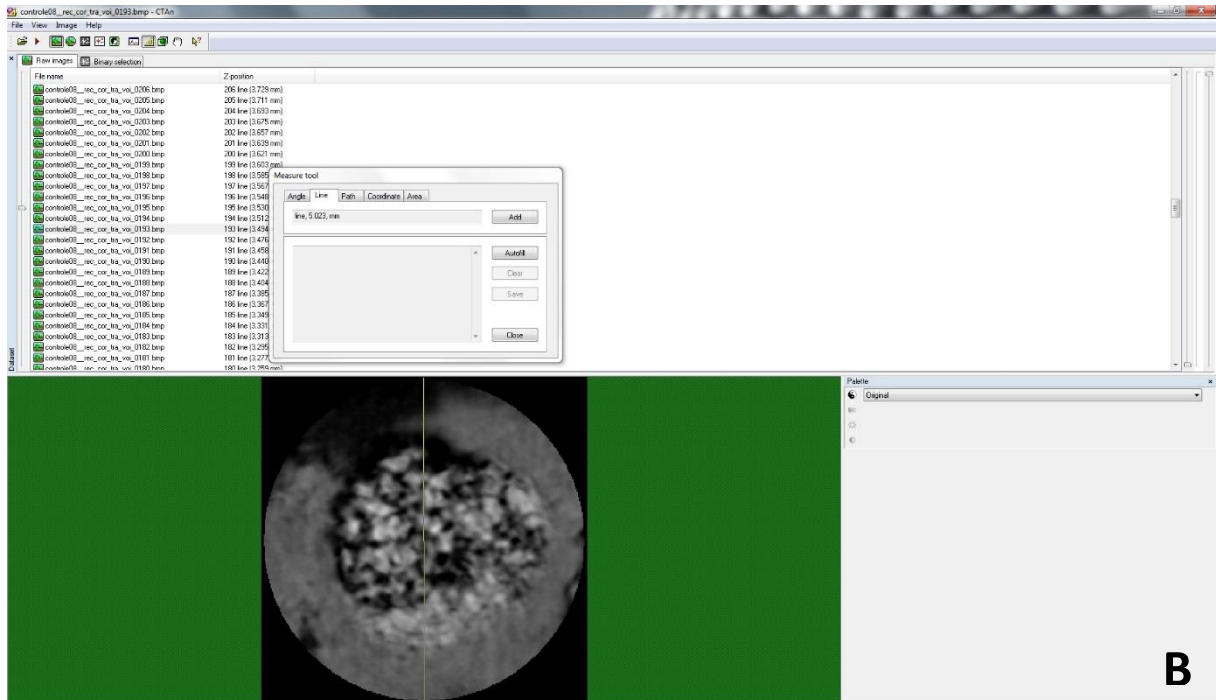 controle08__rec_cor_tra_voi_0193.bmp - CTAn
File View Image Help
Raw images Binary selection
File name Z-position
controle08__rec_cor_tra_voi_0206.bmp 206 line (3.729 mm)
controle08__rec_cor_tra_voi_0205.bmp 205 line (3.711 mm)
controle08__rec_cor_tra_voi_0204.bmp 204 line (3.693 mm)
controle08__rec_cor_tra_voi_0203.bmp 203 line (3.675 mm)
controle08__rec_cor_tra_voi_0202.bmp 202 line (3.657 mm)
controle08__rec_cor_tra_voi_0201.bmp 201 line (3.639 mm)
controle08__rec_cor_tra_voi_0200.bmp 200 line (3.621 mm)
controle08__rec_cor_tra_voi_0199.bmp 199 line (3.603 mm)
controle08__rec_cor_tra_voi_0198.bmp 198 line (3.585
controle08__rec_cor_tra_voi_0197.bmp 197 line (3.567
controle08__rec_cor_tra_voi_0196.bmp 196 line (3.548
controle08__rec_cor_tra_voi_0195.bmp 195 line (3.530
controle08__rec_cor_tra_voi_0194.bmp 194 line (3.512
controle08__rec_cor_tra_voi_0193.bmp 193 line (3.494
controle08__rec_cor_tra_voi_0192.bmp 192 line (3.476
controle08__rec_cor_tra_voi_0191.bmp 191 line (3.458
controle08__rec_cor_tra_voi_0190.bmp 190 line (3.440
controle08__rec_cor_tra_voi_0189.bmp 189 line (3.422
controle08__rec_cor_tra_voi_0188.bmp 188 line (3.404
controle08__rec_cor_tra_voi_0187.bmp 187 line (3.385
controle08__rec_cor_tra_voi_0186.bmp 186 line (3.367
controle08__rec_cor_tra_voi_0185.bmp 185 line (3.349
controle08__rec_cor_tra_voi_0184.bmp 184 line (3.331
controle08__rec_cor_tra_voi_0183.bmp 183 line (3.313
controle08__rec_cor_tra_voi_0182.bmp 182 line (3.295
controle08__rec_cor_tra_voi_0181.bmp 181 line (3.277
controle08__rec_cor_tra_voi_0180.bmp 180 line (3.259 mm)
Measure tool
Angle Line Path Coordinate Area
line, 5.023, mm Add
Autofill
Clear
Save
Close
Dataset
Palette
Original
B